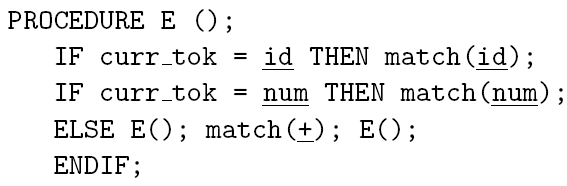 PROCEDURE E ();
IF curr_tok = id THEN match(id);
IF curr_tok = num THEN match(num);
ELSE E(); match(+); E();
ENDIF;